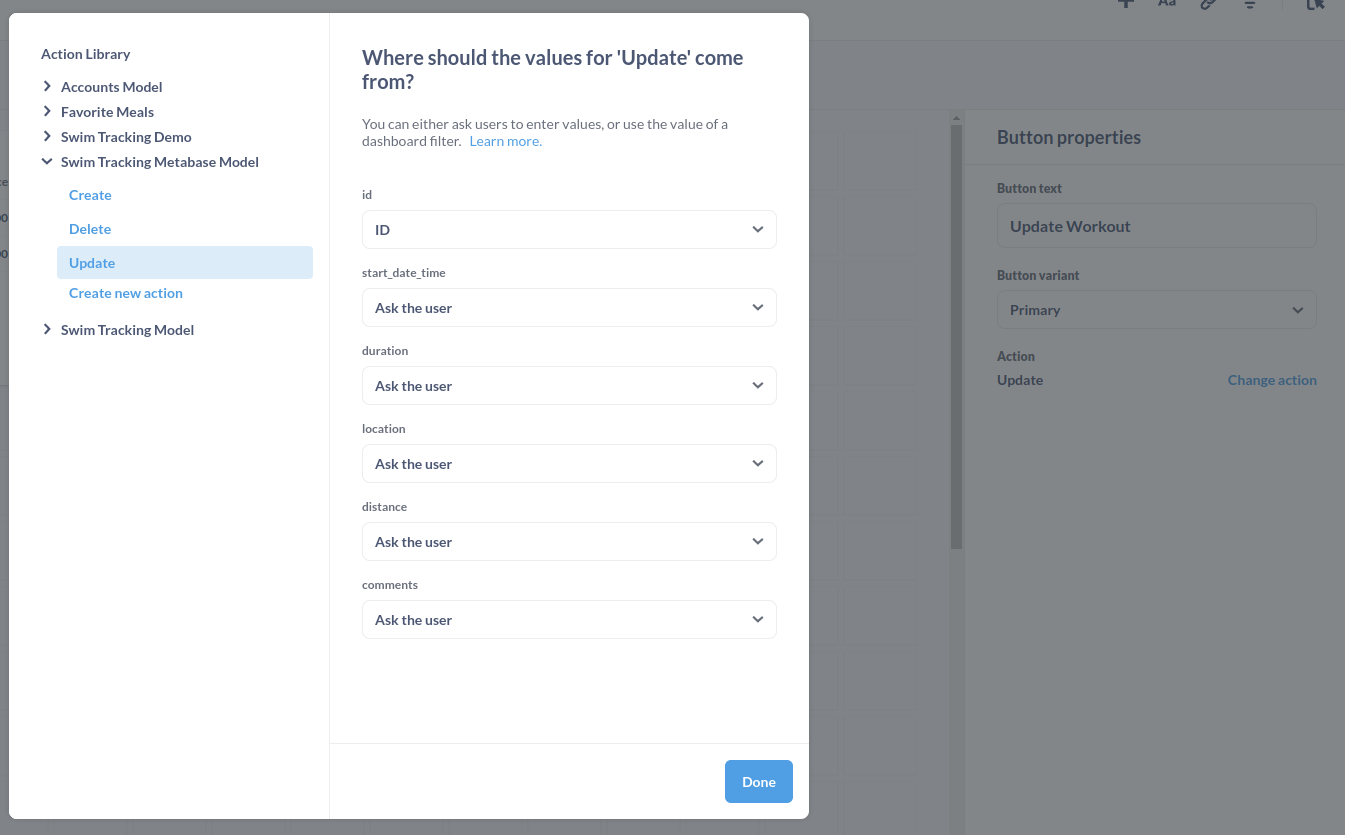 Action Library
Accounts Model
Favorite Meals
Swim Tracking Demo
Swim Tracking Metabase Model
Create
Delete
Update
Create new action
Swim Tracking Model
Where should the values for 'Update' come
from?
You can either ask users to enter values, or use the value of a
dashboard filter. Learn more.
id
ID
start_date_time
Ask the user
duration
Ask the user
location
Ask the user
distance
Ask the user
comments
Ask the user
Done
Aa
Button properties
Button text
Update Workout
Button variant
Primary
Action
Update
Change action